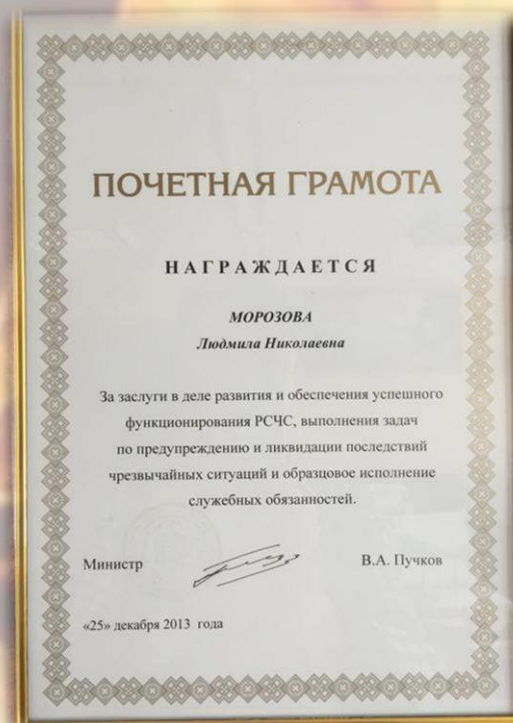 ПОЧЕТНАЯ ГРАМОТА
НАГРАЖДАЕТСЯ
МОРОЗОВА
Людмила Николаевна
За заслуги в деле развития и обеспечения успешного
функционирования РСЧС, выполнения задач
по предупреждению и ликвидации последствий
чрезвычайных ситуаций и образцовое исполнение
служебных обязанностей.
Министр В.А. Пучков
«25» декабря 2013 года